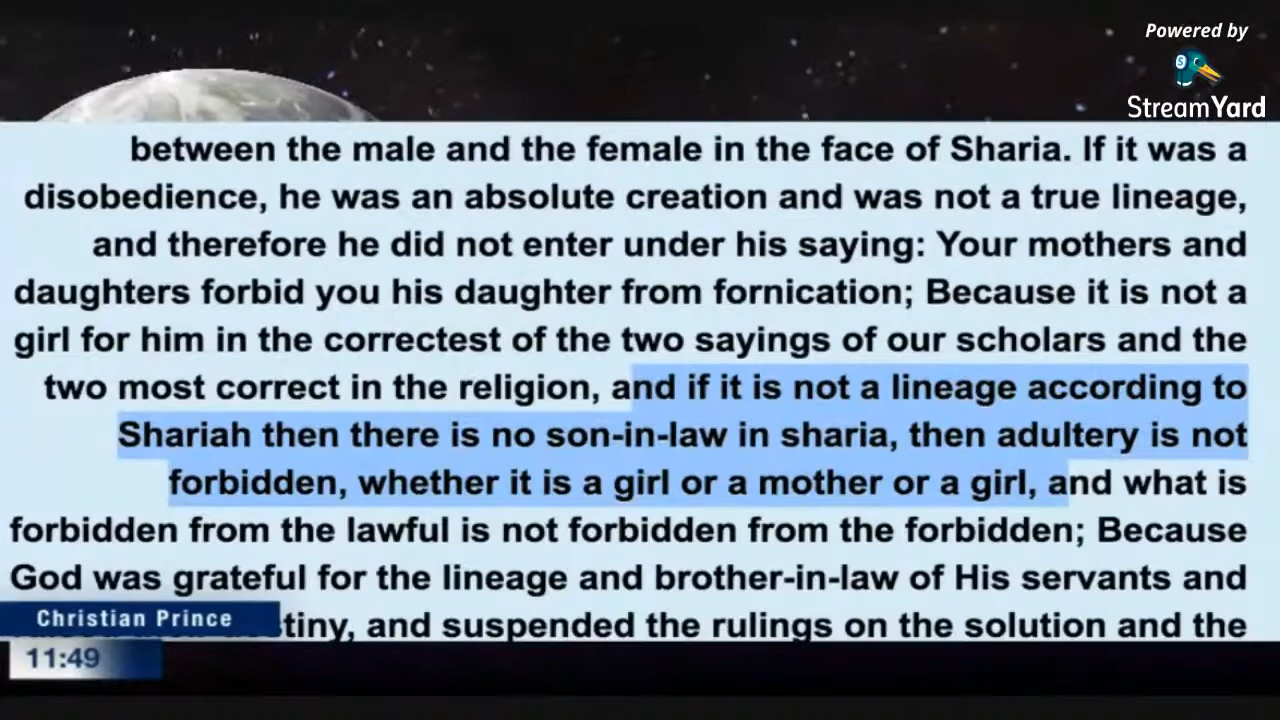 Powered by
StreamYard
between the male and the female in the face of Sharia. If it was a
disobedience, he was an absolute creation and was not a true lineage,
and therefore he did not enter under his saying: Your mothers and
daughters forbid you his daughter from fornication; Because it is not a
girl for him in the correctest of the two sayings of our scholars and the
two most correct in the religion, and if it is not a lineage according to
Shariah then there is no son-in-law in sharia, then adultery is not
forbidden, whether it is a girl or a mother or a girl, and what is
forbidden from the lawful is not forbidden from the forbidden; Because
God was grateful for the lineage and brother-in-law of His servants and
tiny, and suspended the rulings on the solution and the
Christian Prince
11:49